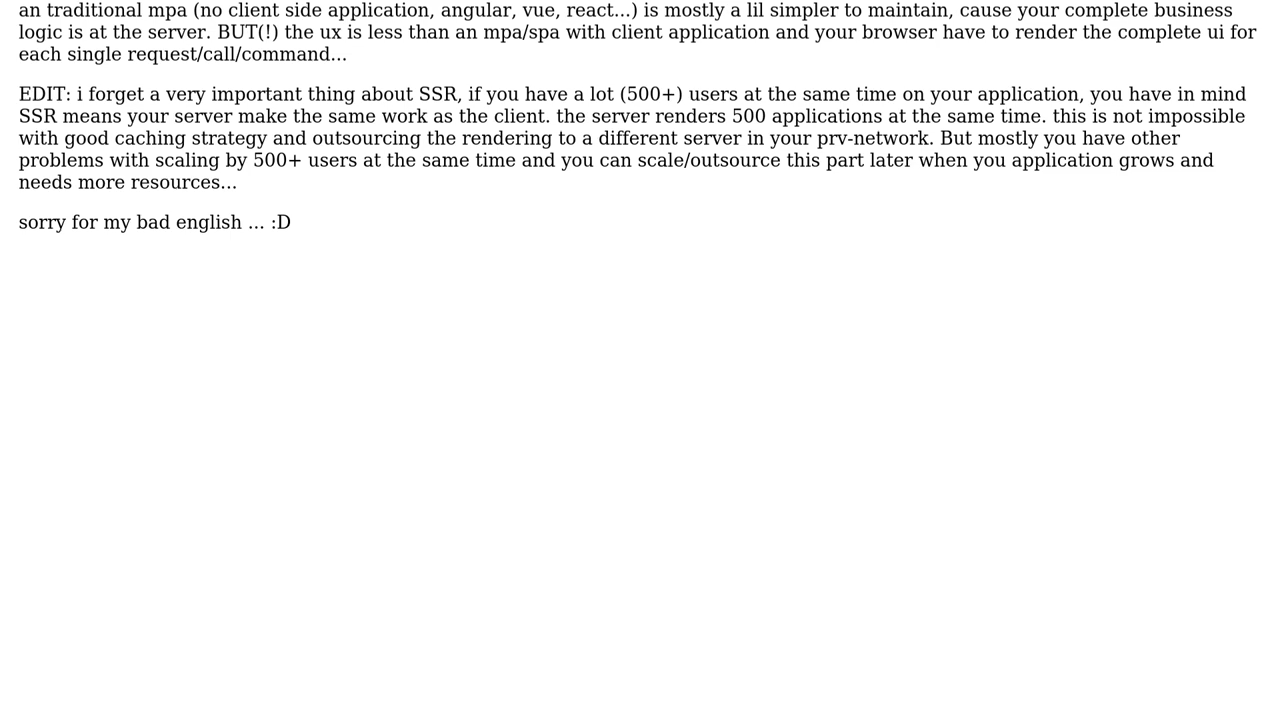 an traditional mpa (no client side application, angular, vue, react...) is mostly a lil simpler to maintain, cause your complete business
logic is at the server. BUT(!) the ux is less than an mpa/spa with client application and your browser have to render the complete ui for
each single request/call/command...
EDIT: i forget a very important thing about SSR, if you have a lot (500+) users at the same time on your application, you have in mind
SSR means your server make the same work as the client. the server renders 500 applications at the same time. this is not impossible
with good caching strategy and outsourcing the rendering to a different server in your prv-network. But mostly you have other
problems with scaling by 500+ users at the same time and you can scale/outsource this part later when you application grows and
needs more resources...
sorry for my bad english ... :D